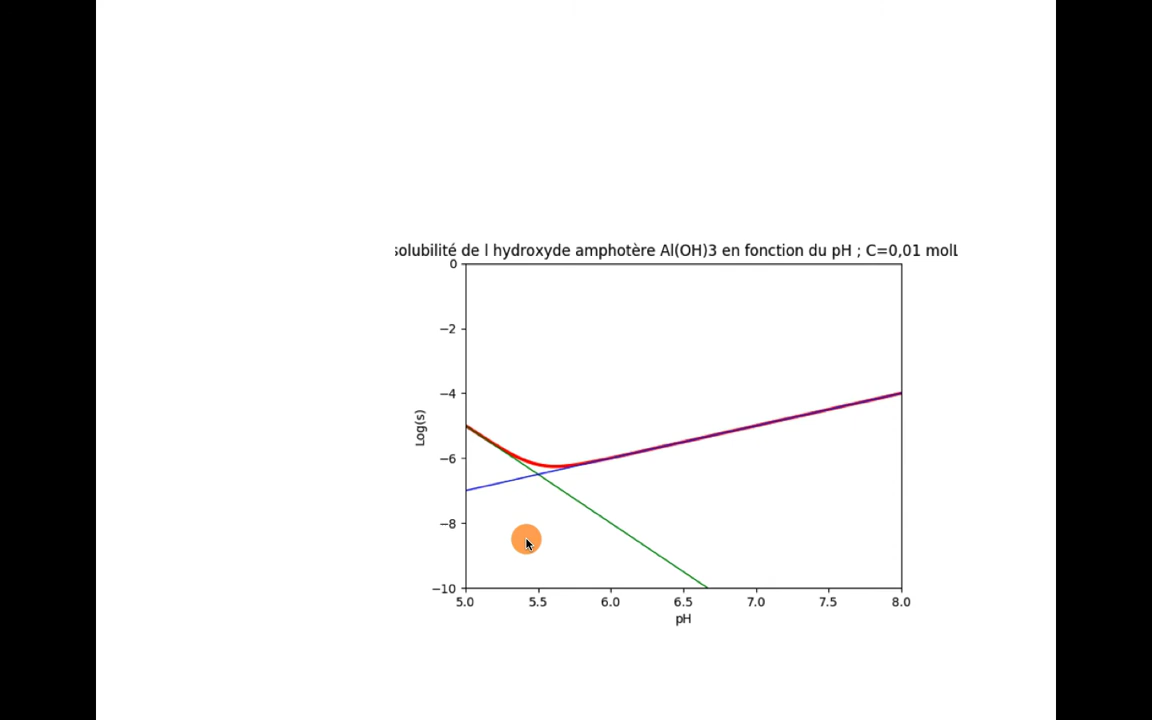 solubilité de l hydroxyde amphotère Al(OH)3 en fonction du pH ; C=0,01 molL
0
−2
−4
−6
−8
−10
Log(s)
5.0 5.5 6.0 6.5 7.0 7.5 8.0
pH